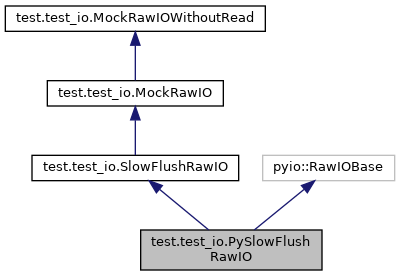 test.test_io.MockRawIOWithoutRead
test.test_io.MockRawIO
test.test_io.SlowFlushRawIO
pyio::RawIOBase
test.test_io.PySlowFlush
RawIO